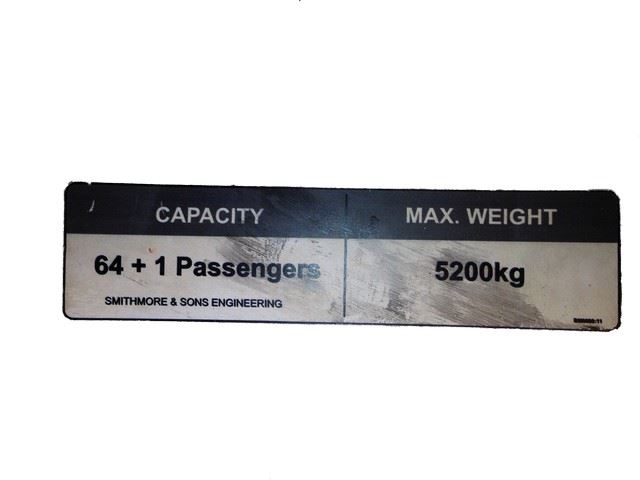 CAPACITY
MAX. WEIGHT
64 + 1 Passengers
5200kg
SMITHMORE & SONS ENGINEERING